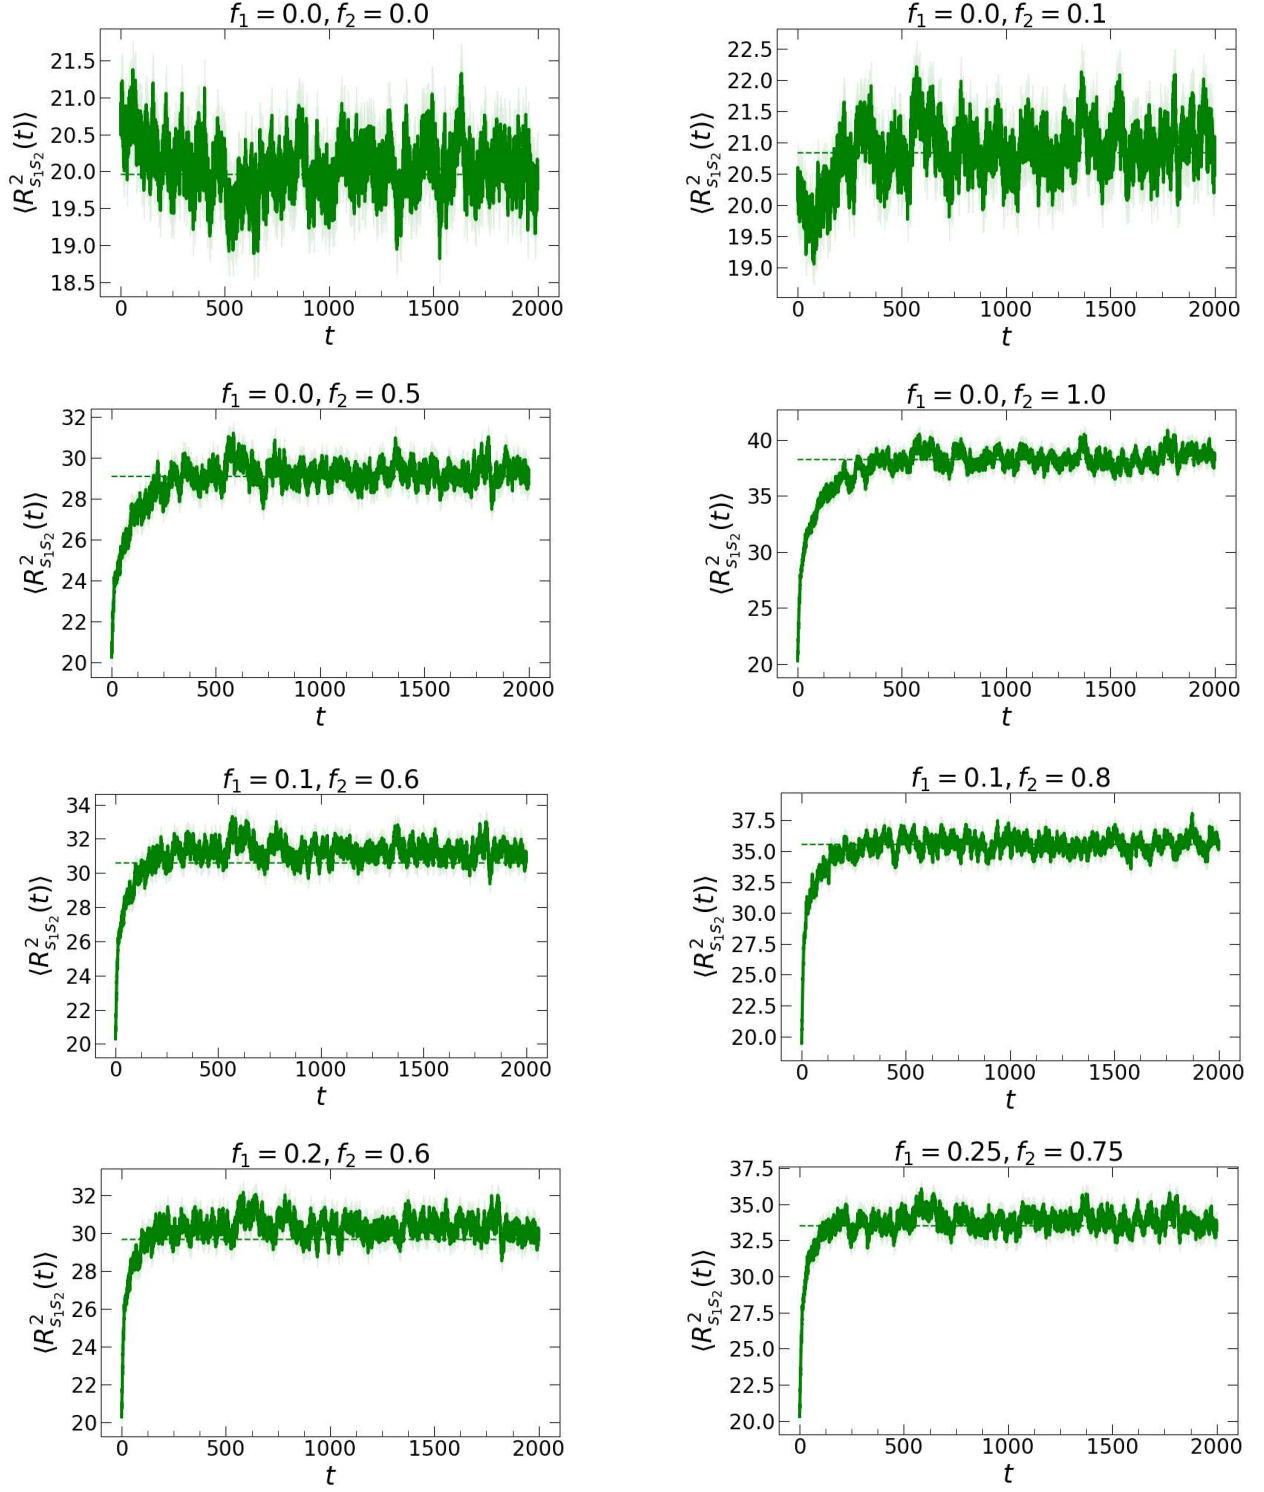 f₁ = 0.0, f₂ = 0.0
⟨R²ₛ₁ₛ₂(t)⟩
21.5
21.0
20.5
20.0
19.5
19.0
18.5
0 500 1000 1500 2000
t
f₁ = 0.0, f₂ = 0.1
⟨R²ₛ₁ₛ₂(t)⟩
22.5
22.0
21.5
21.0
20.5
20.0
19.5
19.0
0 500 1000 1500 2000
t
f₁ = 0.0, f₂ = 0.5
⟨R²ₛ₁ₛ₂(t)⟩
32
30
28
26
24
22
20
0 500 1000 1500 2000
t
f₁ = 0.0, f₂ = 1.0
⟨R²ₛ₁ₛ₂(t)⟩
40
35
30
25
20
0 500 1000 1500 2000
t
f₁ = 0.1, f₂ = 0.6
⟨R²ₛ₁ₛ₂(t)⟩
34
32
30
28
26
24
22
20
0 500 1000 1500 2000
t
f₁ = 0.1, f₂ = 0.8
⟨R²ₛ₁ₛ₂(t)⟩
37.5
35.0
32.5
30.0
27.5
25.0
22.5
20.0
0 500 1000 1500 2000
t
f₁ = 0.2, f₂ = 0.6
⟨R²ₛ₁ₛ₂(t)⟩
32
30
28
26
24
22
20
0 500 1000 1500 2000
t
f₁ = 0.25, f₂ = 0.75
⟨R²ₛ₁ₛ₂(t)⟩
37.5
35.0
32.5
30.0
27.5
25.0
22.5
20.0
0 500 1000 1500 2000
t